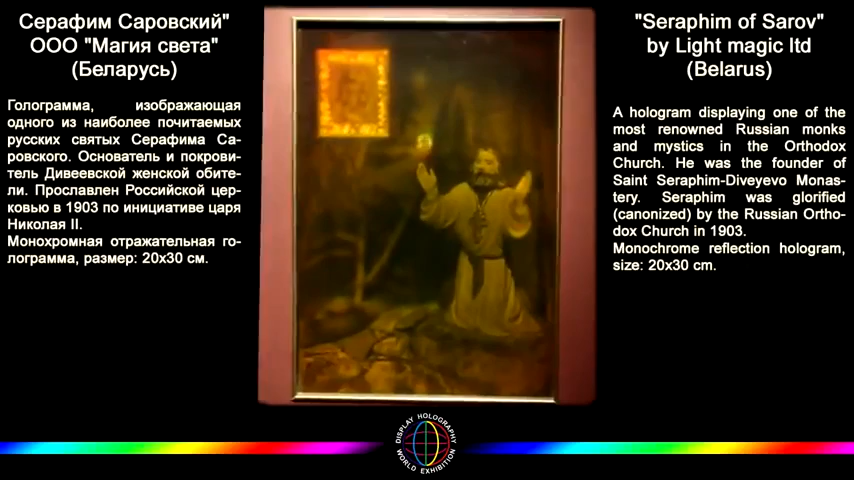 Серафим Саровский"
ООО "Магия света"
(Беларусь)
Голограмма, изображающая
одного из наиболее почитаемых
русских святых Серафима Са-
ровского. Основатель и покрови-
тель Дивеевской женской обите-
ли. Прославлен Российской цер-
ковью в 1903 по инициативе царя
Николая II.
Монохромная отражательная го-
лограмма, размер: 20x30 см.
"Seraphim of Sarov"
by Light magic ltd
(Belarus)
A hologram displaying one of the
most renowned Russian monks
and mystics in the Orthodox
Church. He was the founder of
Saint Seraphim-Diveyevo Monas-
tery. Seraphim was glorified
(canonized) by the Russian Ortho-
dox Church in 1903.
Monochrome reflection hologram,
size: 20x30 cm.
DISPLAY HOLOGRAPHY
WORLD EXHIBITION